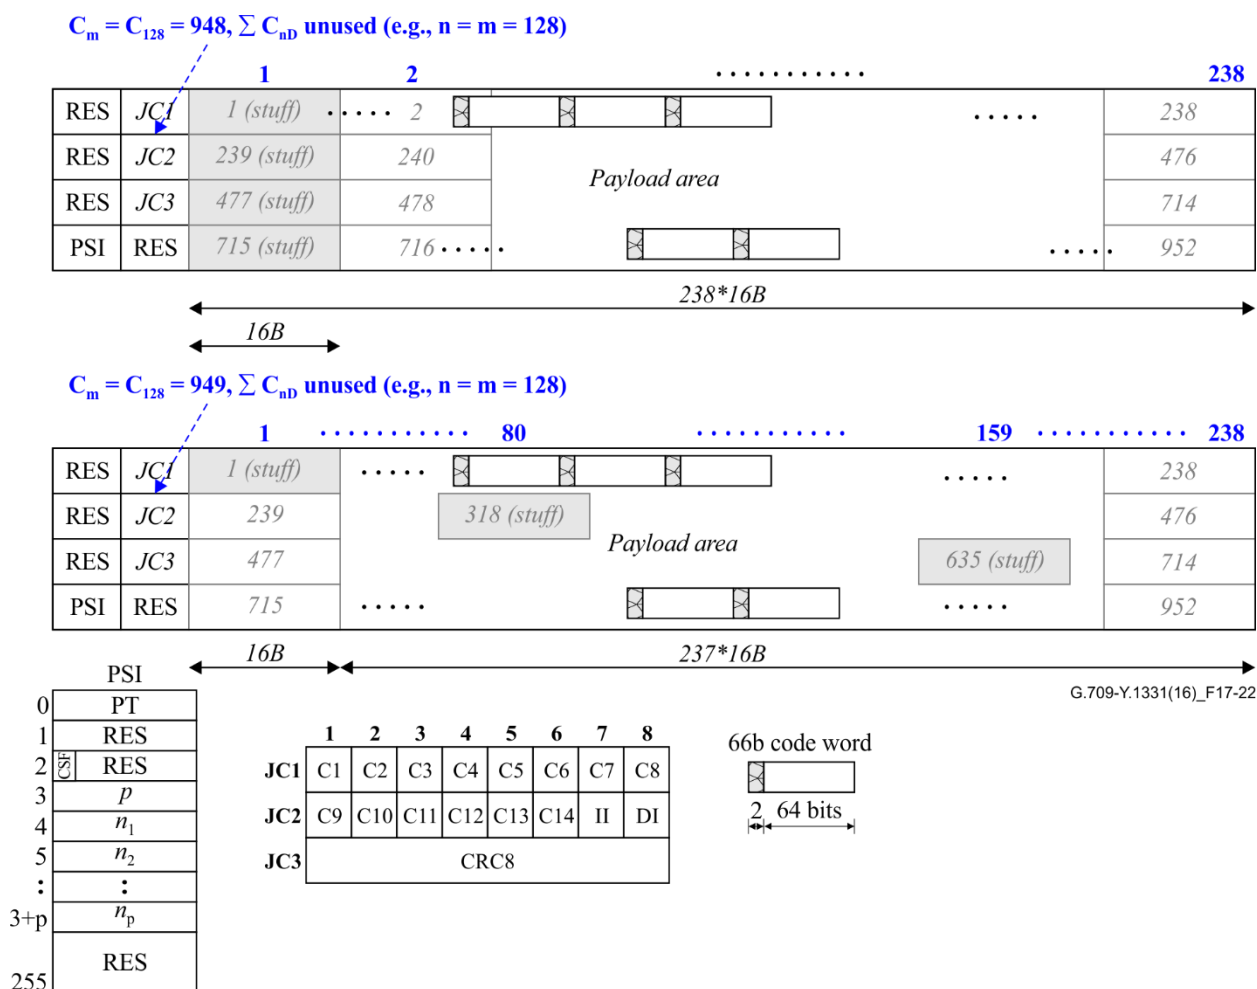 Cm = C128 = 948, ∑ CnD unused (e.g., n = m = 128)
1 2 ........... 238
RES JC1 1 (stuff) ..... 2 ..... 238
RES JC2 239 (stuff) 240 Payload area 476
RES JC3 477 (stuff) 478 714
PSI RES 715 (stuff) 716 ..... ..... 952
238*16B
16B
Cm = C128 = 949, ∑ CnD unused (e.g., n = m = 128)
1 ........... 80 ........... 159 ........... 238
RES JC1 1 (stuff) ..... ..... 238
RES JC2 239 318 (stuff) 476
RES JC3 477 Payload area 635 (stuff) 714
PSI RES 715 ..... ..... 952
16B 237*16B
G.709-Y.1331(16)_F17-22
PSI
0 PT
1 RES
2 CSF RES
3 p
4 n1
5 n2
: :
3+p np
RES
255
1 2 3 4 5 6 7 8
JC1 C1 C2 C3 C4 C5 C6 C7 C8
JC2 C9 C10 C11 C12 C13 C14 II DI
JC3 CRC8
66b code word
2 64 bits